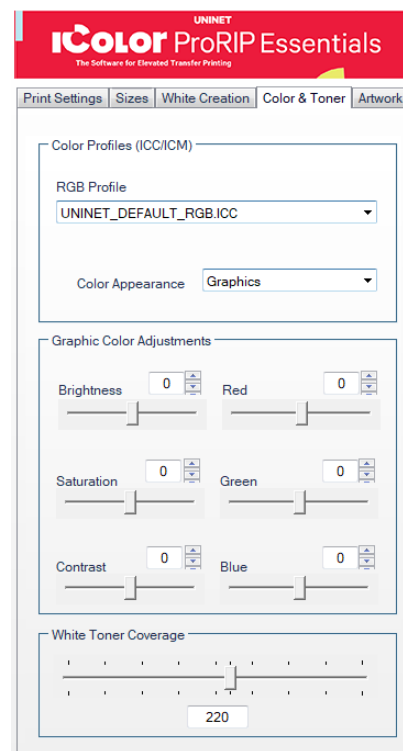 UNINET
IColor ProRIP Essentials
The Software for Elevated Transfer Printing
Print Settings Sizes White Creation Color & Toner Artwork
Color Profiles (ICC/ICM)
RGB Profile
UNINET_DEFAULT_RGB.ICC
Color Appearance Graphics
Graphic Color Adjustments
Brightness 0 Red 0
Saturation 0 Green 0
Contrast 0 Blue 0
White Toner Coverage
220